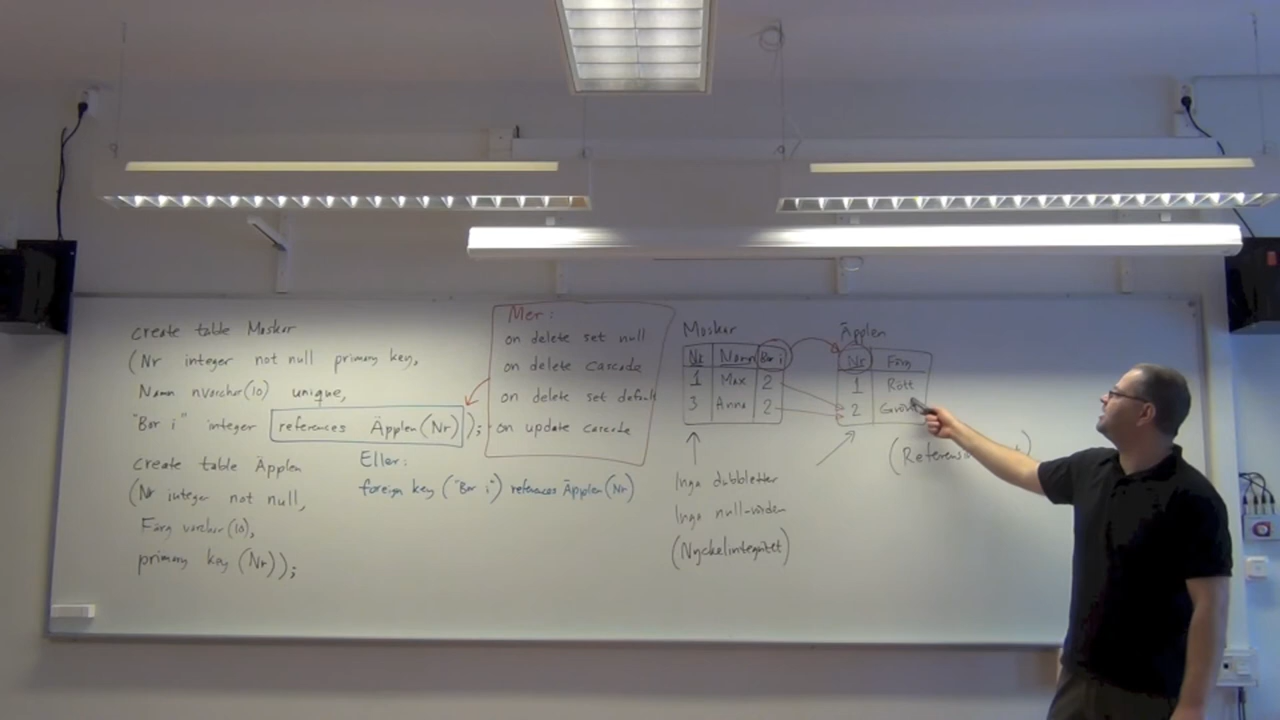 create table Maskar
(Nr integer not null primary key,
Namn nvarchar(10) unique,
"Bor i" integer references Äpplen(Nr));
create table Äpplen
(Nr integer not null,
Färg varchar(10),
primary key (Nr));
Eller:
foreign key ("Bor i") references Äpplen(Nr)
Mer:
on delete set null
on delete cascade
on delete set default
on update cascade
Maskar
Nr Namn Bor i
1 Max 2
3 Anna 2
Inga dubbletter
Inga null-värden
(Nyckelintegritet)
Äpplen
Nr Färg
1 Rött
2